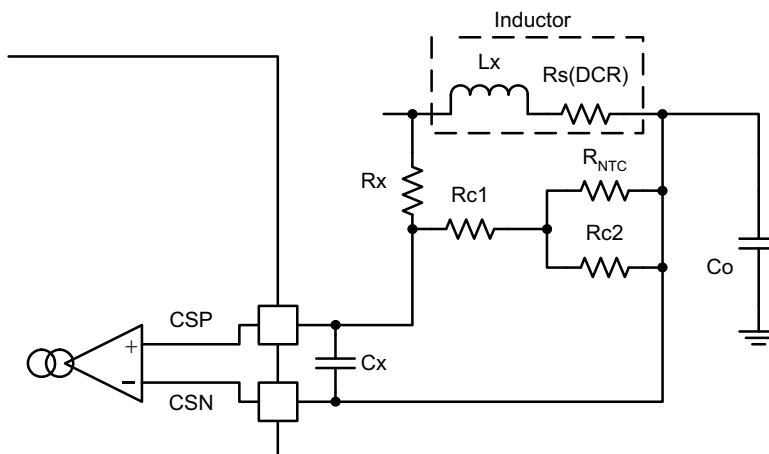 Inductor
Lx
Rs(DCR)
Rx
Rc1
RNTC
Rc2
Co
CSP
+
Cx
−
CSN